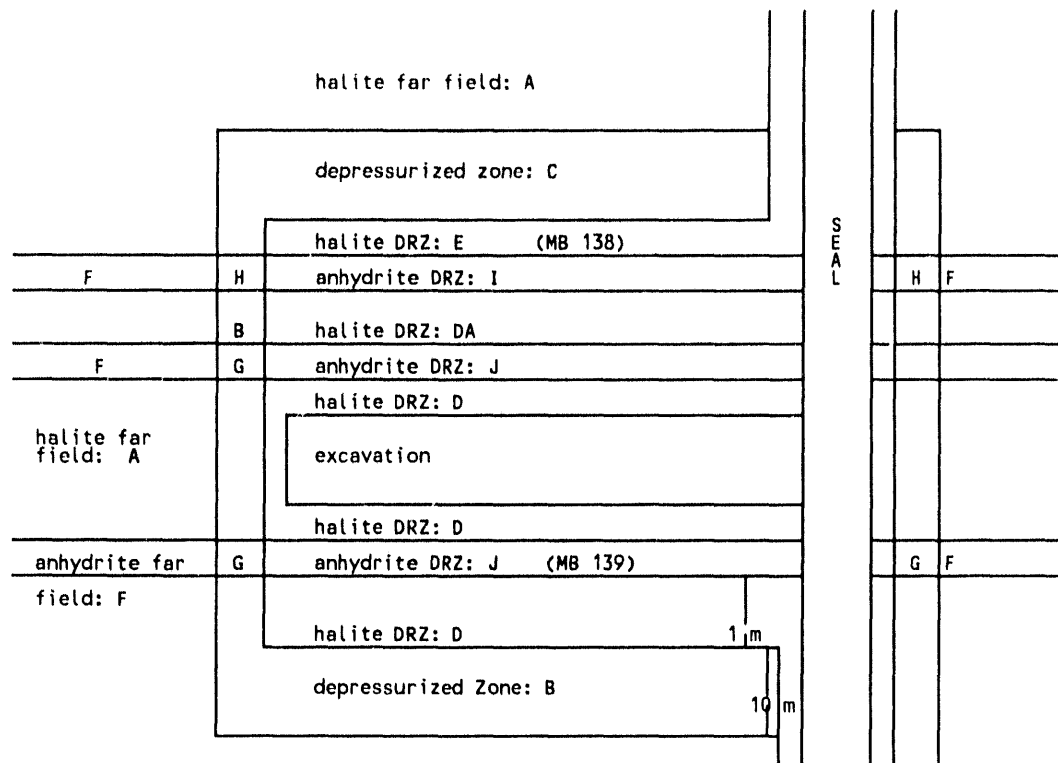 halite far field: A
depressurized zone: C
halite DRZ: E (MB 138)
SEAL
F H anhydrite DRZ: I H F
B halite DRZ: DA
F G anhydrite DRZ: J
halite DRZ: D
halite far
field: A
excavation
halite DRZ: D
anhydrite far G anhydrite DRZ: J (MB 139) G F
field: F
halite DRZ: D 1 m
depressurized Zone: B
10 m